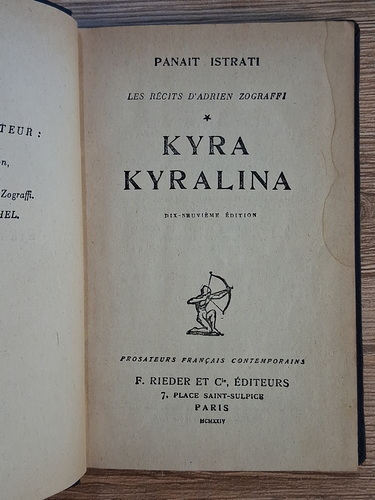 TEUR :
n,
Zograffi.
HEL.
PANAIT ISTRATI
LES RÉCITS D'ADRIEN ZOGRAFFI
*
KYRA
KYRALINA
DIX-NEUVIÈME ÉDITION
PROSATEURS FRANÇAIS CONTEMPORAINS
F. RIEDER ET Cie, ÉDITEURS
7, PLACE SAINT-SULPICE
PARIS
MCMXXIV